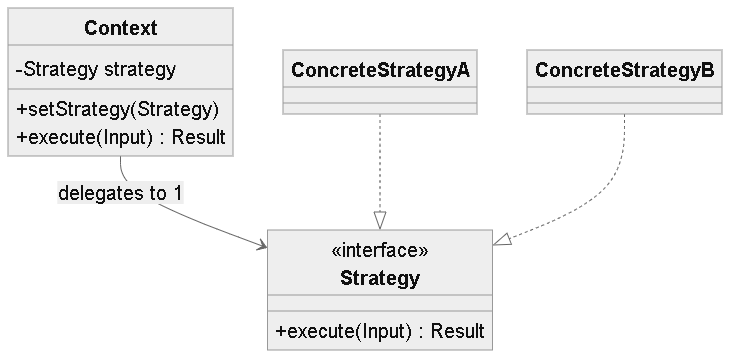 Context
-Strategy strategy
+setStrategy(Strategy)
+execute(Input) : Result
ConcreteStrategyA
ConcreteStrategyB
delegates to 1
«interface»
Strategy
+execute(Input) : Result